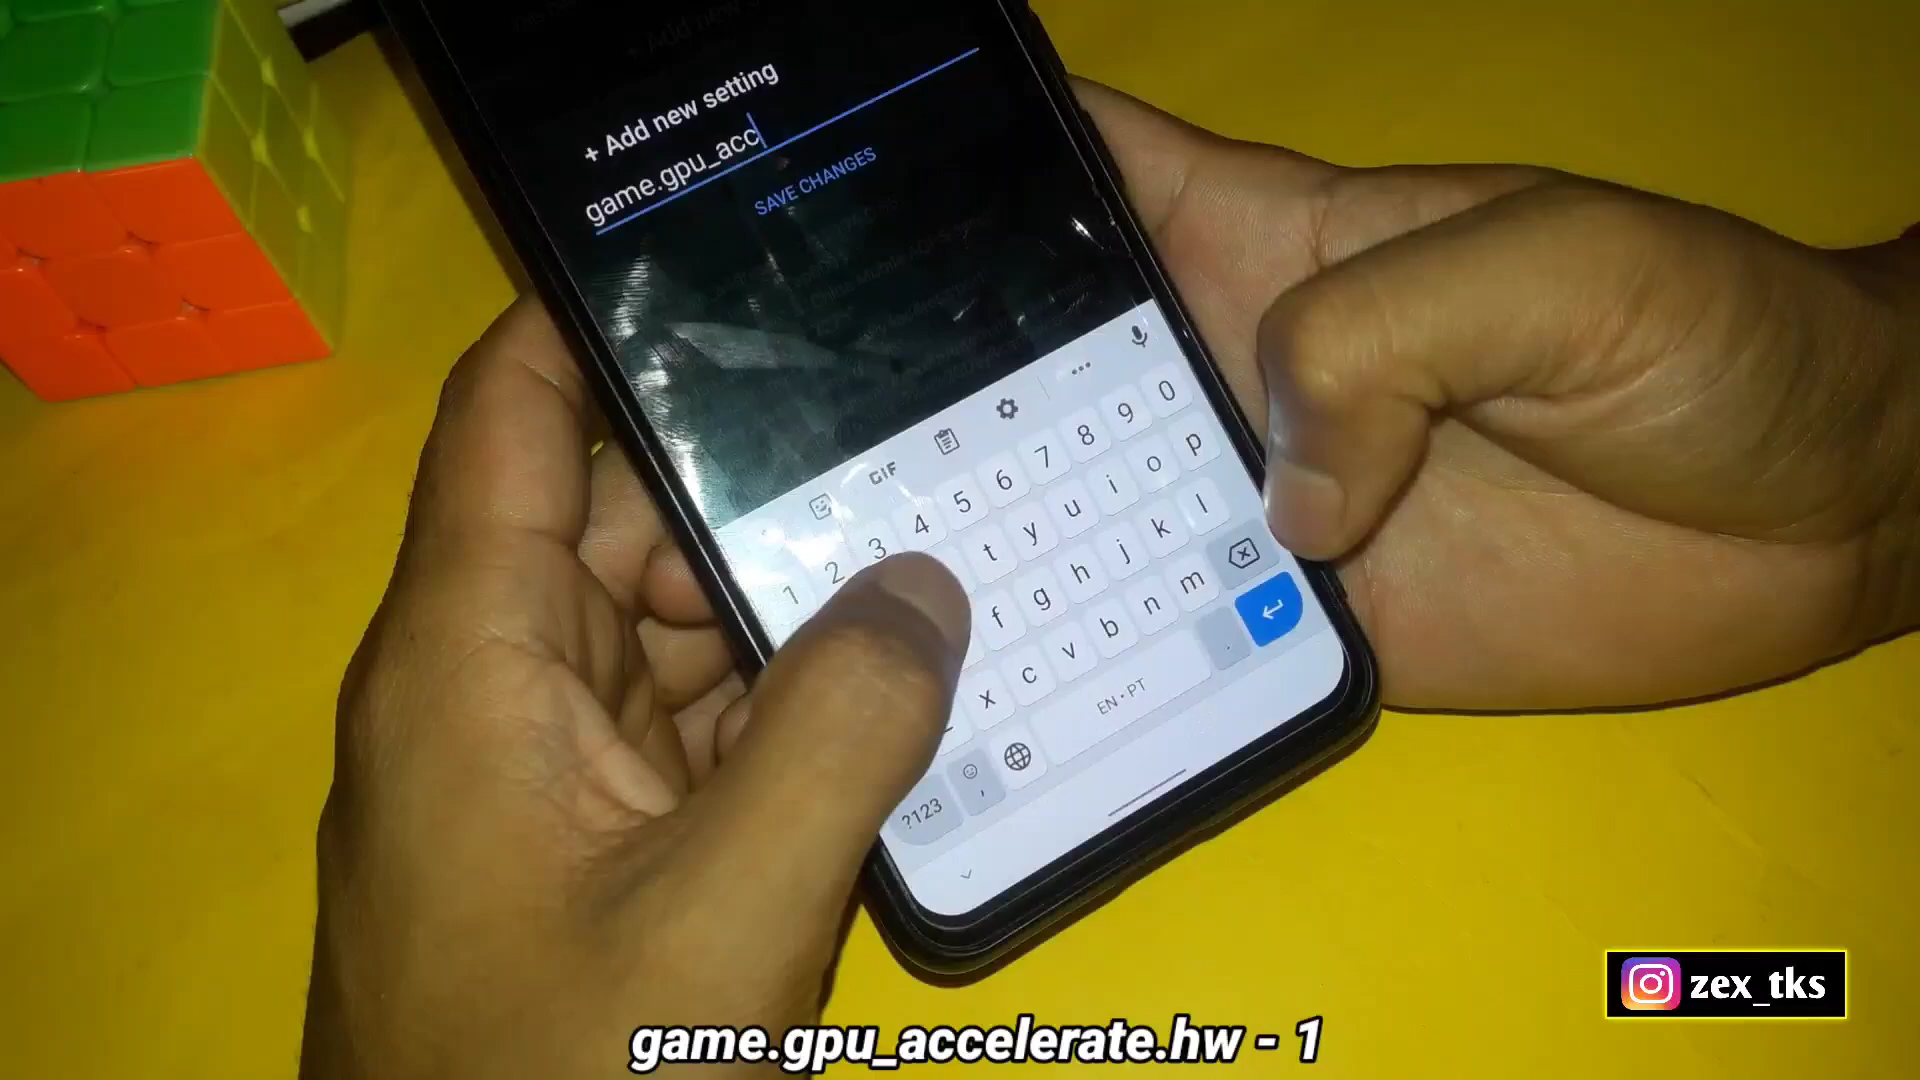 + Add new setting
game.gpu_acc
SAVE CHANGES
GIF
1 2 3 4 5 6 7 8 9 0
t y u i o p
f g h j k l
x c v b n m
?123 , EN • PT .
zex_tks
game.gpu_accelerate.hw - 1